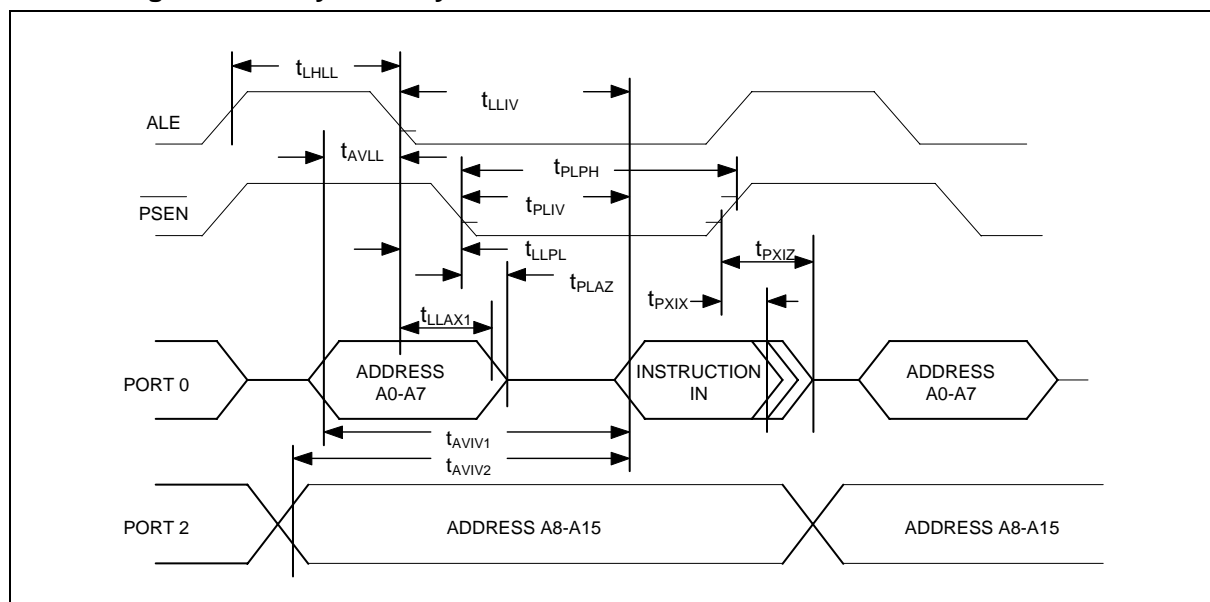 tLHLL
tLLIV
ALE
tAVLL
tPLPH
PSEN
tPLIV
tLLPL
tPXIZ
tPLAZ
tPXIX
tLLAX1
PORT 0
ADDRESS
A0-A7
INSTRUCTION
IN
ADDRESS
A0-A7
tAVIV1
tAVIV2
PORT 2
ADDRESS A8-A15
ADDRESS A8-A15